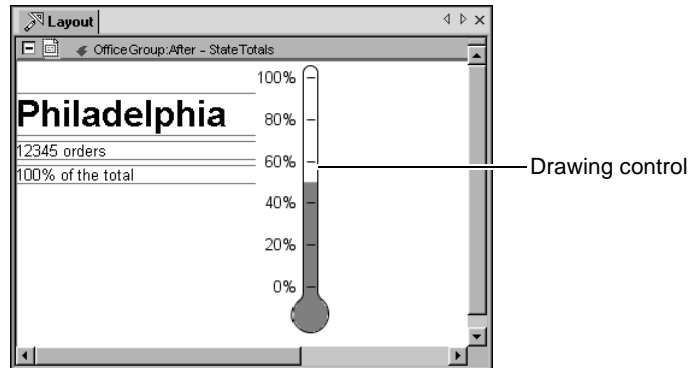 Layout
OfficeGroup:After - StateTotals
100%
Philadelphia
80%
12345 orders
60%
Drawing control
100% of the total
40%
20%
0%